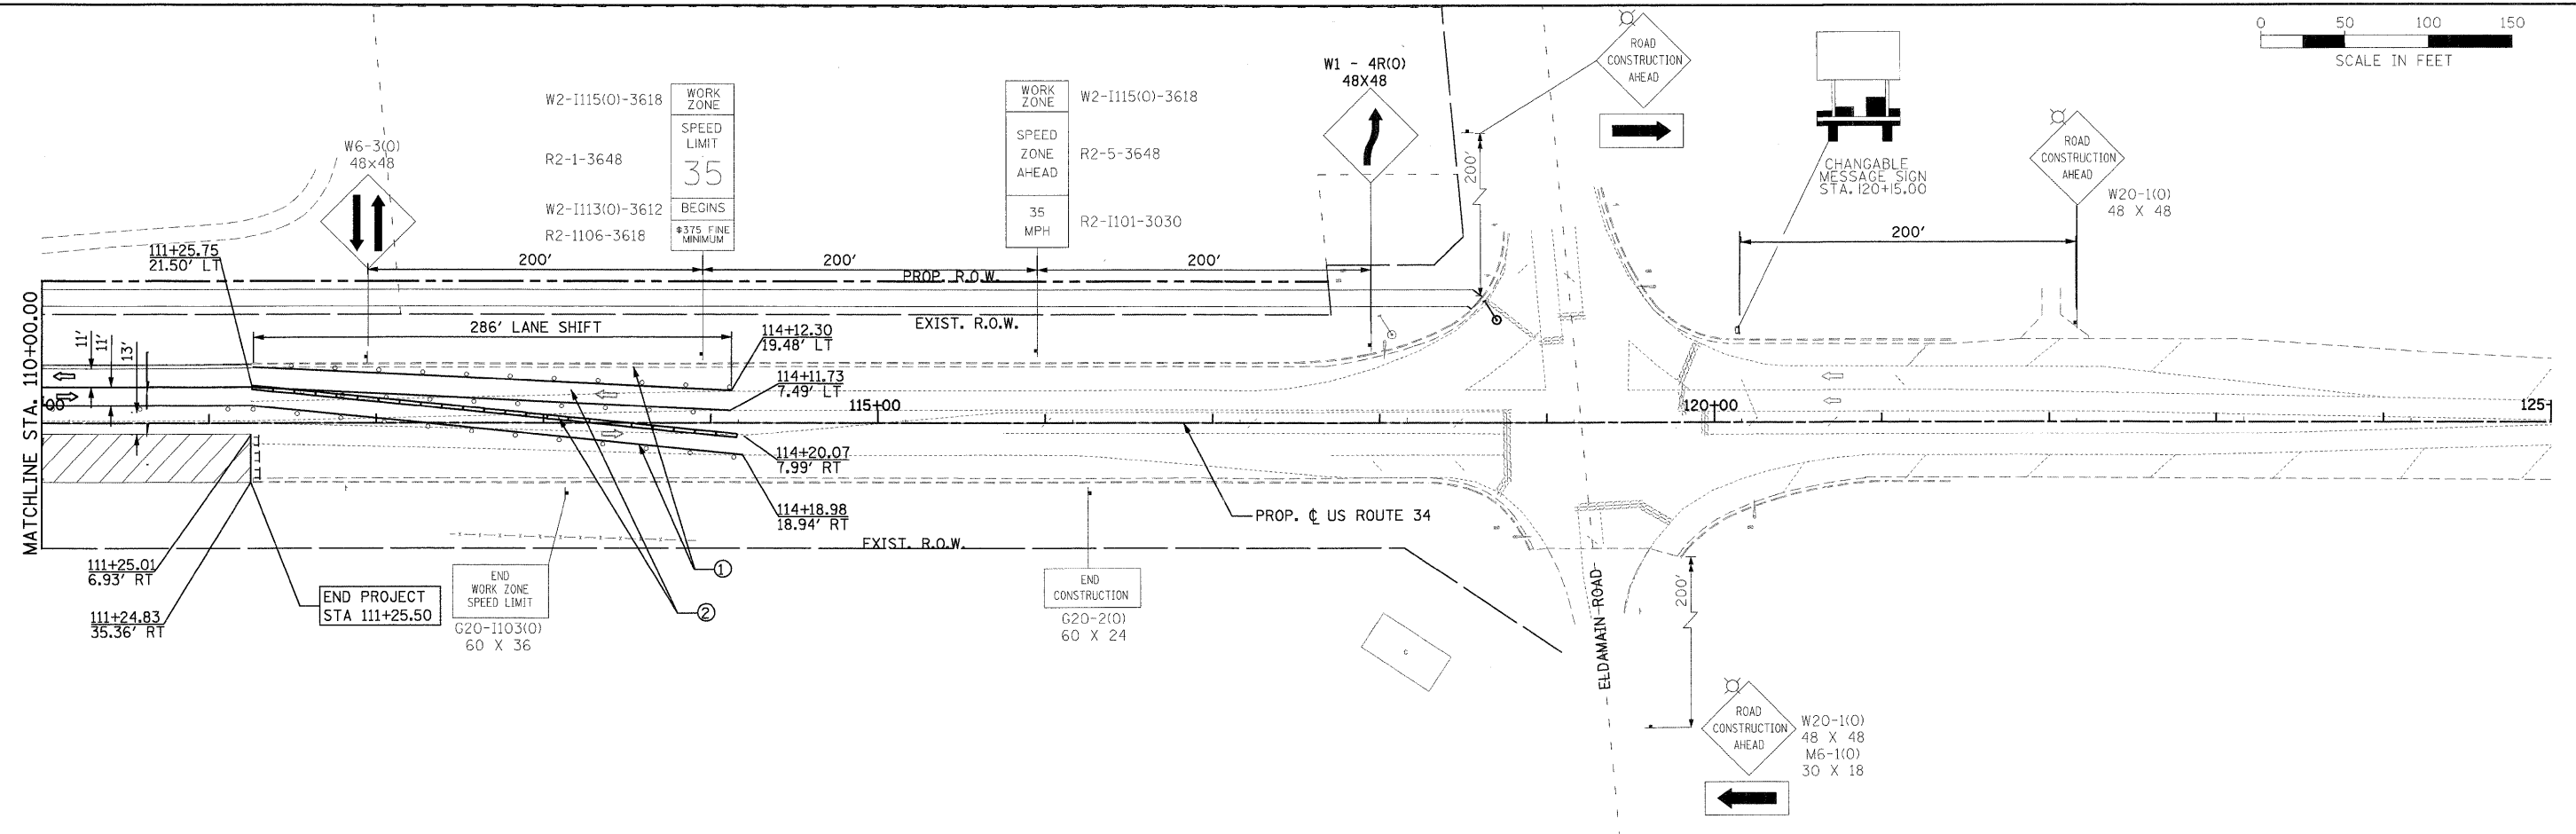 0 50 100 150
SCALE IN FEET
ROAD
CONSTRUCTION
AHEAD
W1 - 4R(O)
48X48
WORK
ZONE
W2-I115(O)-3618
SPEED
LIMIT
35
R2-1-3648
BEGINS
W2-I113(O)-3612
$375 FINE
MINIMUM
R2-I106-3618
WORK
ZONE
W2-I115(O)-3618
SPEED
ZONE
AHEAD
R2-5-3648
35
MPH
R2-I101-3030
W6-3(O)
48x48
200'
CHANGABLE
MESSAGE SIGN
STA. 120+15.00
ROAD
CONSTRUCTION
AHEAD
W20-1(O)
48 X 48
200'
111+25.75
21.50' LT
200'
200'
200'
PROP. R.O.W.
EXIST. R.O.W.
286' LANE SHIFT
114+12.30
19.48' LT
114+11.73
7.49' LT
MATCHLINE STA. 110+00.00
11'
11'
13'
00
115+00
120+00
125+
114+20.07
7.99' RT
114+18.98
18.94' RT
PROP. ℄ US ROUTE 34
EXIST. R.O.W.
111+25.01
6.93' RT
111+24.83
35.36' RT
END PROJECT
STA 111+25.50
END
WORK ZONE
SPEED LIMIT
G20-I103(O)
60 X 36
1
2
END
CONSTRUCTION
G20-2(O)
60 X 24
C
ELDAMAIN ROAD
200'
ROAD
CONSTRUCTION
AHEAD
W20-1(O)
48 X 48
M6-1(O)
30 X 18